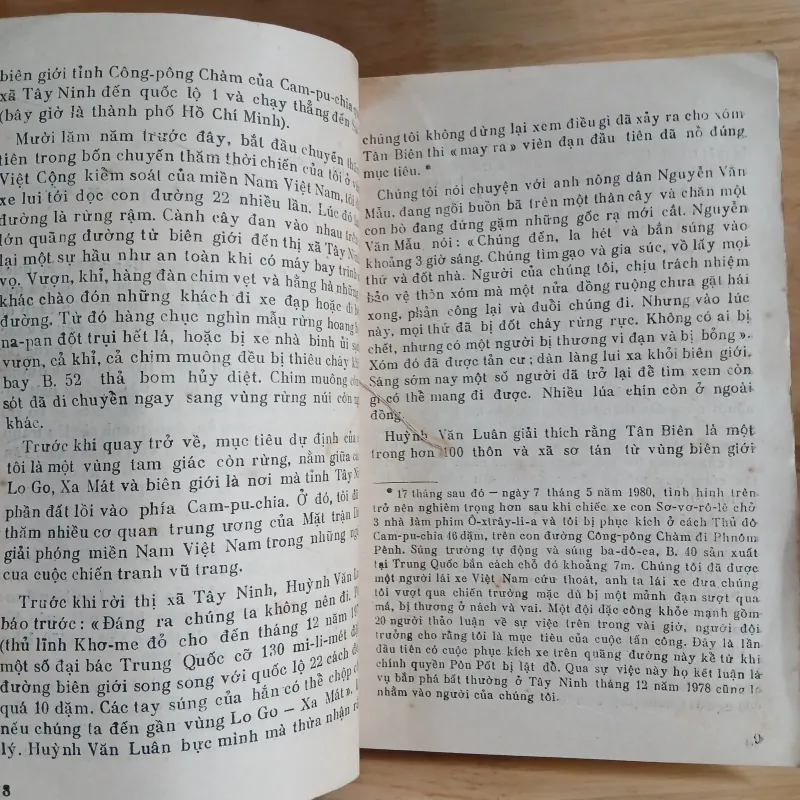 biên giới tỉnh Công-pông Chàm của Cam-pu-chia
xã Tây Ninh đến quốc lộ 1 và chạy thẳng đến
(bây giờ là thành phố Hồ Chí Minh).
Mười lăm năm trước đây, bắt đầu chuyến
tiên trong bốn chuyến thăm thời chiến của tôi ở
Việt Cộng kiểm soát của miền Nam Việt Nam,
xe lui tới dọc con đường 22 nhiều lần. Lúc đó
đường là rừng rậm. Cành cây đan vào nhau
lớn quãng đường từ biên giới đến thị xã Tây
lại một sự hầu như an toàn khi có máy bay trinh
vọ. Vượn, khỉ, hàng đàn chim vẹt và hằng hà những
khác chào đón những khách đi xe đạp hoặc đi
đường. Từ đó hàng chục nghìn mẫu rừng hoang
na-pan đốt trụi hết lá, hoặc bị xe nhà binh ủi
vượn, cả khỉ, cả chim muông đều bị thiêu cháy
bay B. 52 thả bom hủy diệt. Chim muông còn
sót đã di chuyển ngay sang vùng rừng núi còn
khác.
Trước khi quay trở về, mục tiêu dự định của
tôi là một vùng tam giác còn rừng, nằm giữa
Lo Go, Xa Mát và biên giới là nơi mà tỉnh Tây
phần đất lồi vào phía Cam-pu-chia. Ở đó, tôi đã
thăm nhiều cơ quan trung ương của Mặt trận
giải phóng miền Nam Việt Nam trong những
cua cuộc chiến tranh vũ trang.
Trước khi rời thị xã Tây Ninh, Huỳnh Văn
báo trước : «Đáng ra chúng ta không nên đi.
(thủ lĩnh Khơ-me đỏ cho đến tháng 12 năm
một số đại bác Trung Quốc cỡ 130 mi-li-mét
đường biên giới song song với quốc lộ 22 cách
quá 10 dặm. Các tay súng của hắn có thể chộp
nếu chúng ta đến gần vùng Lo Go – Xa Mát».
lý. Huỳnh Văn Luân bực mình mà thừa nhận
8
chúng tôi không dừng lại xem điều gì đã xảy ra cho xóm
Tân Biên thì « may ra » viên đạn đầu tiên đã nổ đúng
mục tiêu. *
Chúng tôi nói chuyện với anh nông dân Nguyễn Văn
Mẫu, đang ngồi buồn bã trên một thân cây và chăn một
con bò đang đứng gặm những gốc rạ mới cắt. Nguyễn
Văn Mẫu nói : « Chúng đến, la hét và bắn súng vào
khoảng 3 giờ sáng. Chúng tìm gạo và gia súc, vồ lấy mọi
thứ và đốt nhà. Người của chúng tôi, chịu trách nhiệm
bảo vệ thôn xóm mà một nửa đồng ruộng chưa gặt hái
xong, phản công lại và đuổi chúng đi. Nhưng vào lúc
này, mọi thứ đã bị đốt cháy rừng rực. Không có ai bị
chết, nhưng có một người bị thương vì đạn và bị bỏng ».
Xóm đó đã được tản cư ; dân làng lui xa khỏi biên giới.
Sáng sớm nay một số người đã trở lại để tìm xem còn
gì có thể mang đi được. Nhiều lúa chín còn ở ngoài
đồng.
Huỳnh Văn Luân giải thích rằng Tân Biên là một
trong hơn 100 thôn và xã sơ tán từ vùng biên giới
* 17 tháng sau đó – ngày 7 tháng 5 năm 1980, tình hình trên
trở nên nghiêm trọng hơn sau khi chiếc xe con Sơ-vơ-rô-lê chở
3 nhà làm phim Ô-xtrây-li-a và tôi bị phục kích ở cách Thủ đô
Cam-pu-chia 16 dặm, trên con đường Công-pông Chàm đi Phnôm
Pênh. Súng trường tự động và súng ba-dô-ca, B. 40 sản xuất
tại Trung Quốc bắn cách chỗ đó khoảng 7m. Chúng tôi đã được
một người lái xe Việt Nam cứu thoát, anh ta lái xe đưa chúng
tôi vượt qua chiến trường mặc dù bị một mảnh đạn sượt qua
má, bị thương ở nách và vai. Một đội đặc công khỏe mạnh gồm
20 người thảo luận về sự việc trên trong vài giờ, người đội
trưởng cho rằng tôi là mục tiêu của cuộc tấn công. Đây là lần
đầu tiên có cuộc phục kích xe trên quãng đường này kể từ khi
chính quyền Pôn Pốt bị lật đổ. Qua sự việc này họ kết luận là
vụ bắn phá bất thường ở Tây Ninh tháng 12 năm 1978 cũng là
nhằm vào người của chúng tôi.
9